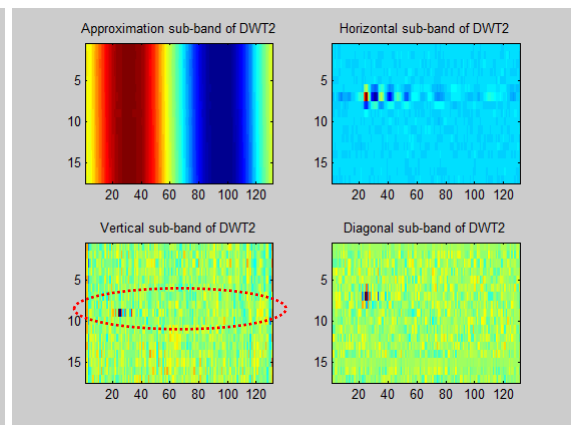 Approximation sub-band of DWT2
5
10
15
20 40 60 80 100 120
Horizontal sub-band of DWT2
5
10
15
20 40 60 80 100 120
Vertical sub-band of DWT2
5
10
15
20 40 60 80 100 120
Diagonal sub-band of DWT2
5
10
15
20 40 60 80 100 120